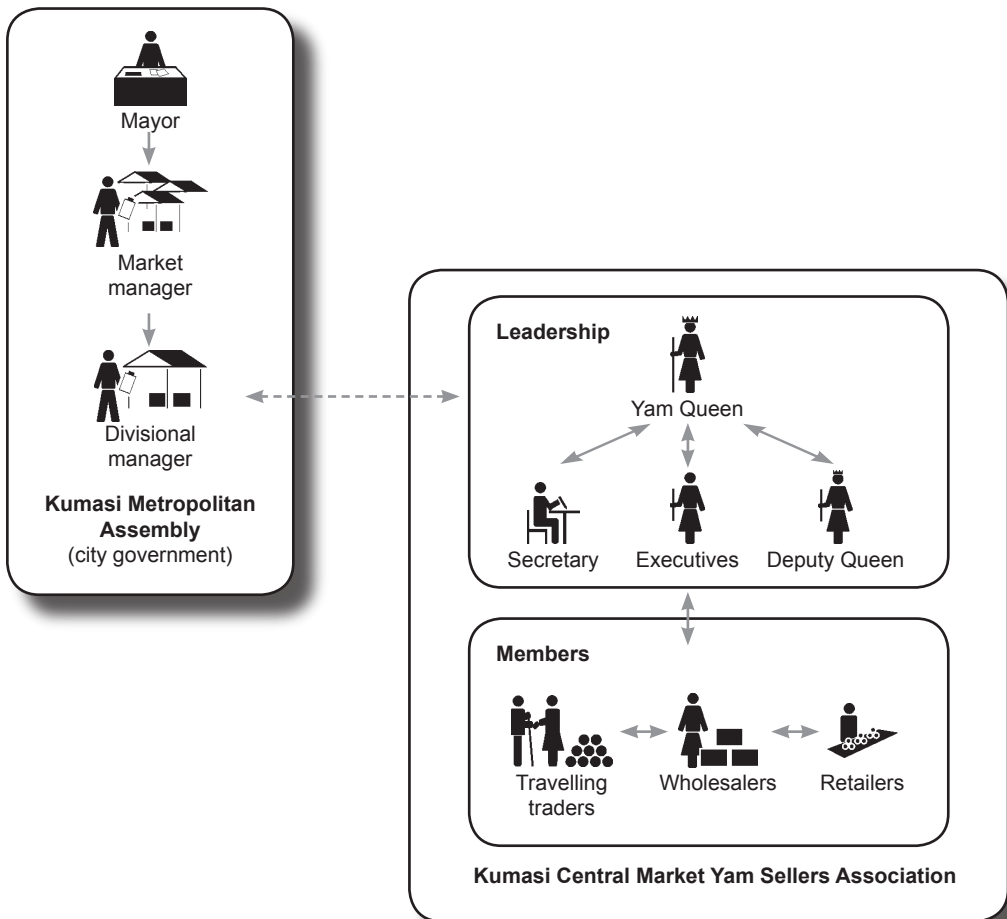 Mayor
Market
manager
Divisional
manager
Kumasi Metropolitan
Assembly
(city government)
Leadership
Yam Queen
Secretary
Executives
Deputy Queen
Members
Travelling
traders
Wholesalers
Retailers
Kumasi Central Market Yam Sellers Association